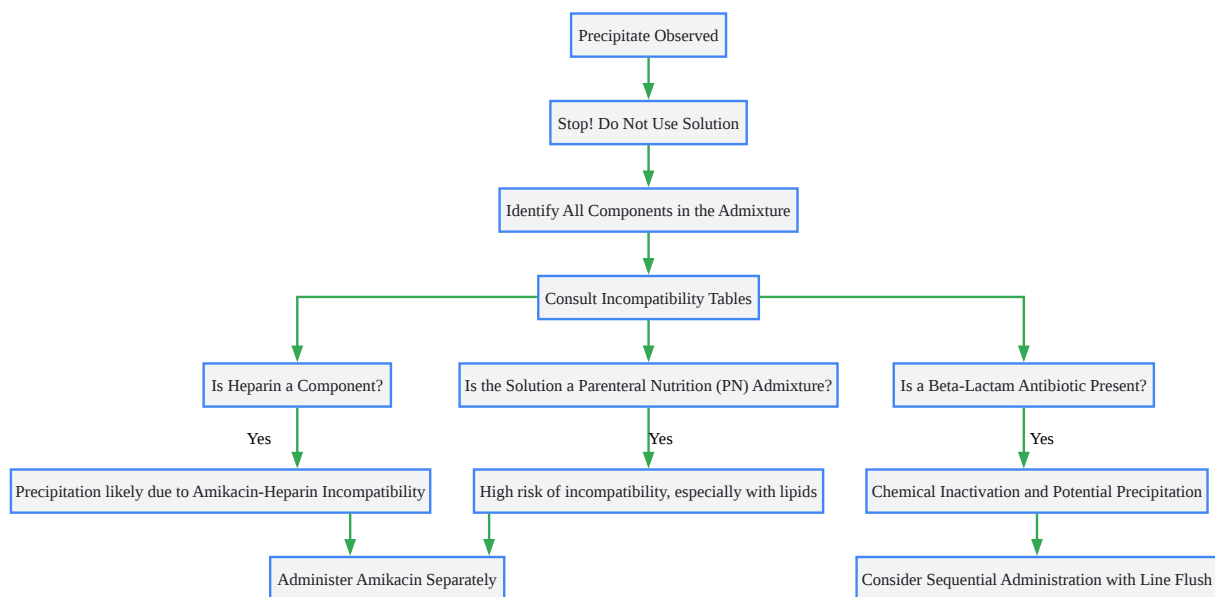 Precipitate Observed
Stop! Do Not Use Solution
Identify All Components in the Admixture
Consult Incompatibility Tables
Is Heparin a Component?
Is the Solution a Parenteral Nutrition (PN) Admixture?
Is a Beta-Lactam Antibiotic Present?
Yes
Yes
Yes
Precipitation likely due to Amikacin-Heparin Incompatibility
High risk of incompatibility, especially with lipids
Chemical Inactivation and Potential Precipitation
Administer Amikacin Separately
Consider Sequential Administration with Line Flush